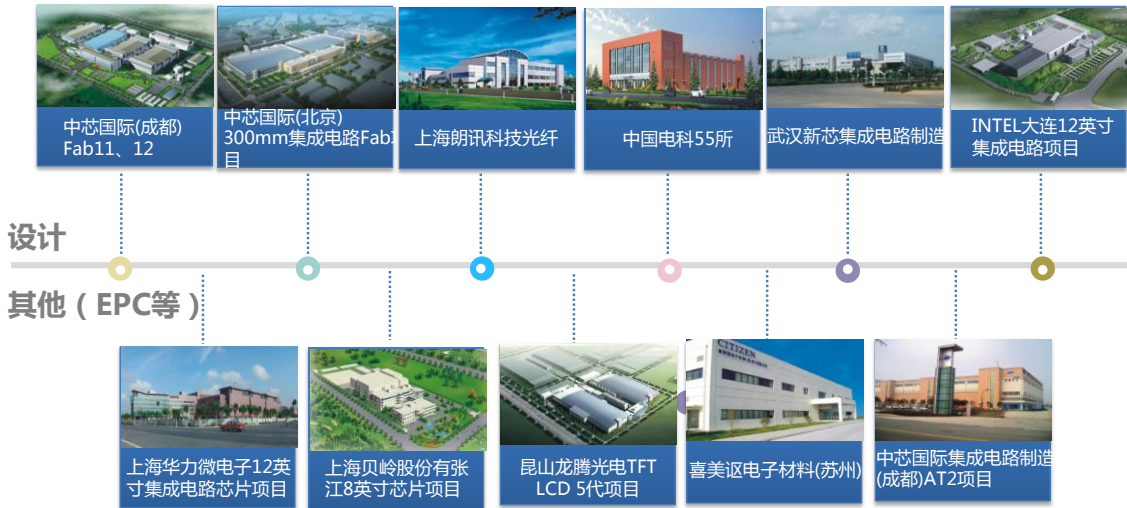 中芯国际(成都)
Fab11、12
中芯国际(北京)
300mm集成电路Fab项
目
上海朗讯科技光纤
中国电科55所
武汉新芯集成电路制造
INTEL大连12英寸
集成电路项目
设计
其他（EPC等）
CITIZEN
上海华力微电子12英
寸集成电路芯片项目
上海贝岭股份有张
江8英寸芯片项目
昆山龙腾光电TFT
LCD 5代项目
喜美讴电子材料(苏州)
中芯国际集成电路制造
(成都)AT2项目